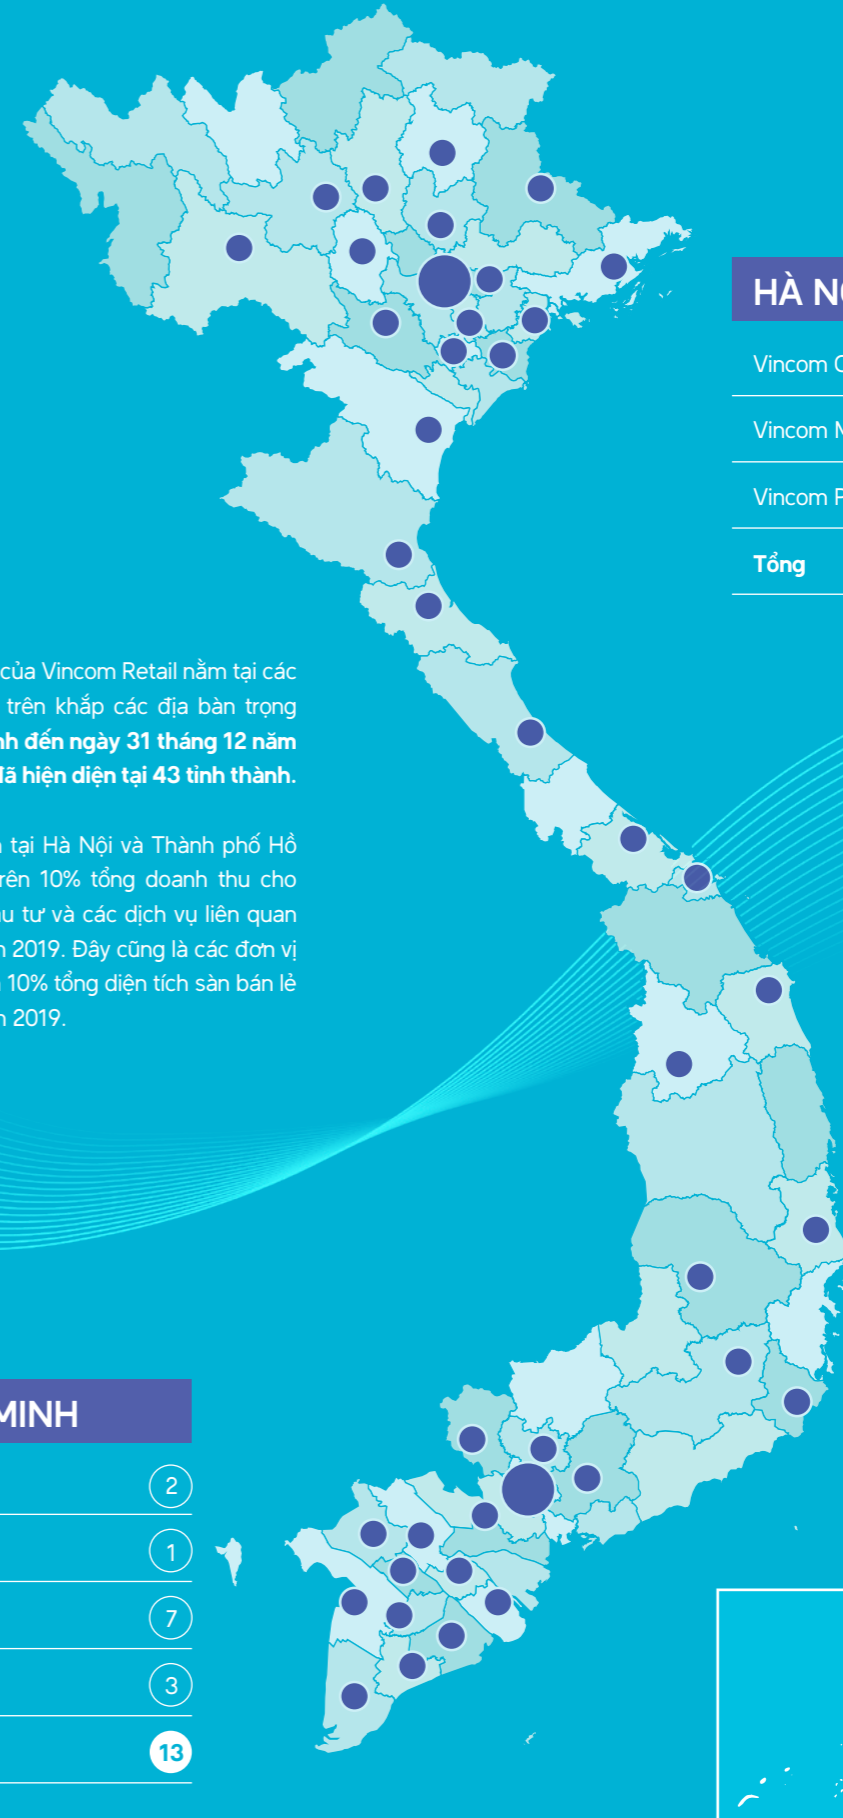 HÀ N
Vincom
Vincom
Vincom
Tổng
của Vincom Retail nằm tại các
trên khắp các địa bàn trọng
đến ngày 31 tháng 12 năm
đã hiện diện tại 43 tỉnh thành.
tại Hà Nội và Thành phố Hồ
trên 10% tổng doanh thu cho
tư và các dịch vụ liên quan
2019. Đây cũng là các đơn vị
10% tổng diện tích sàn bán lẻ
2019.
MINH
2
1
7
3
13